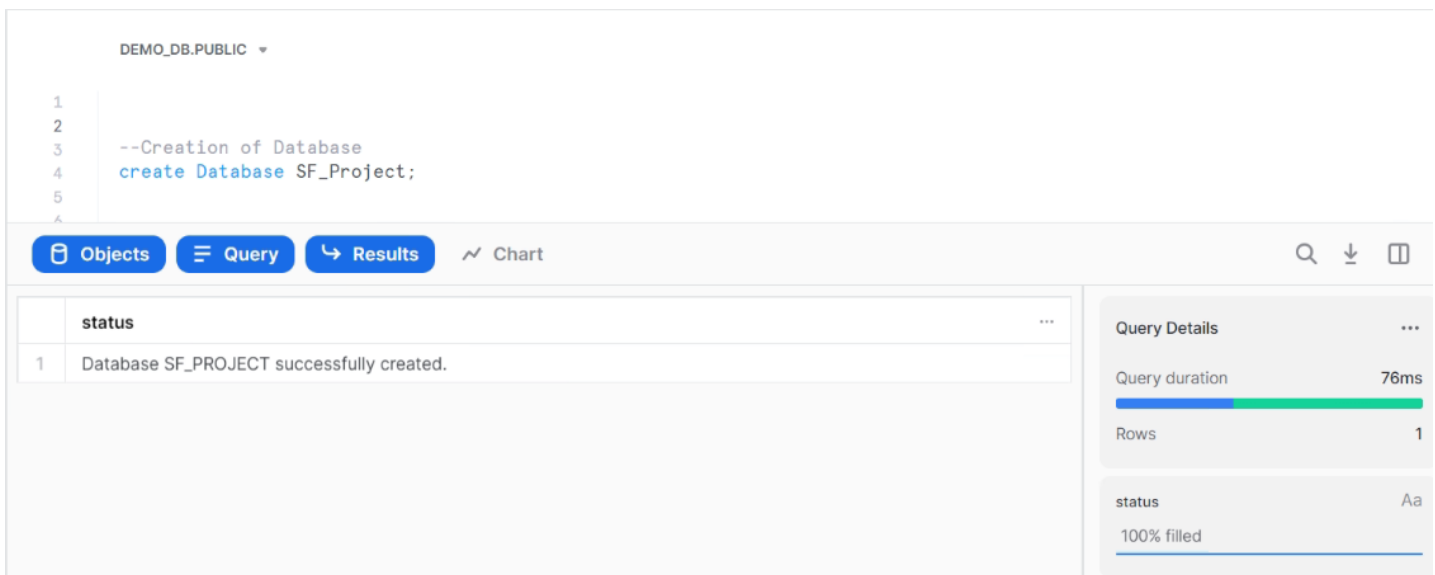 DEMO_DB.PUBLIC
1
2
3 --Creation of Database
4 create Database SF_Project;
5
6
Objects Query Results Chart
status ...
1 Database SF_PROJECT successfully created.
Query Details ...
Query duration 76ms
Rows 1
status Aa
100% filled